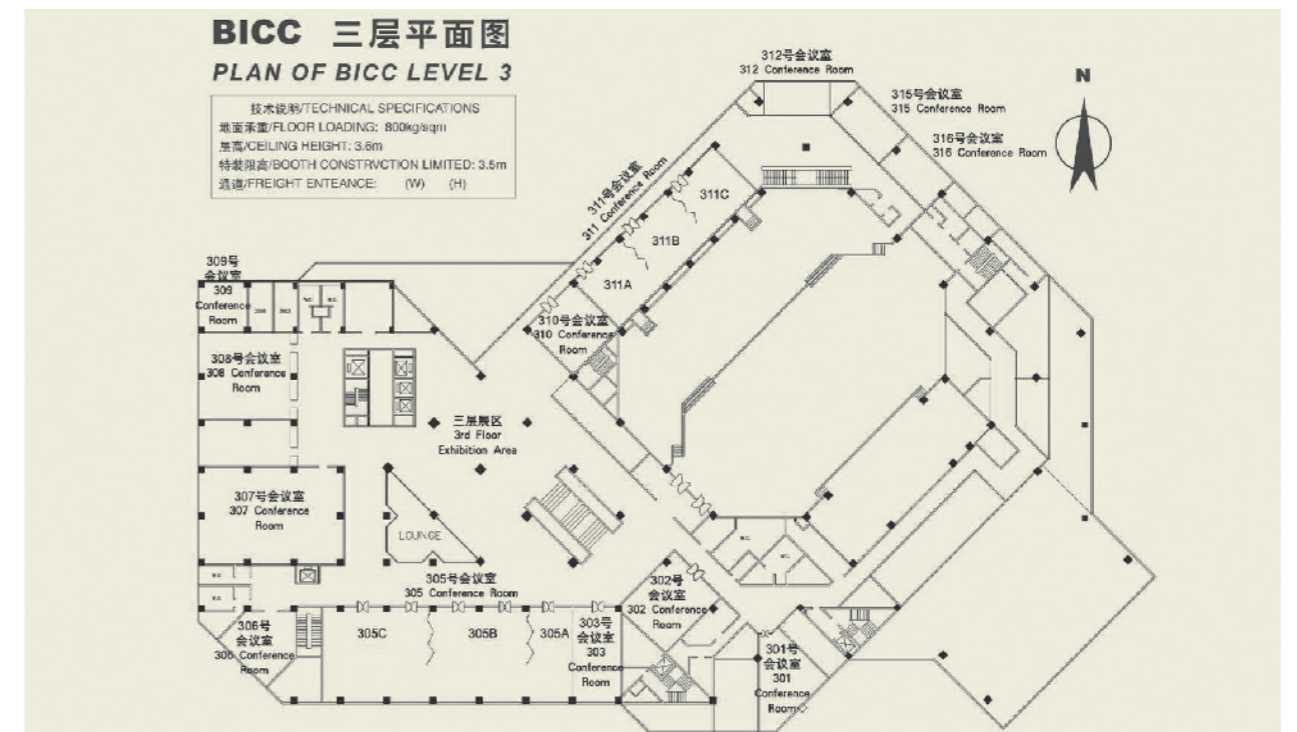 BICC 三层平面图
PLAN OF BICC LEVEL 3
技术说明/TECHNICAL SPECIFICATIONS
地面承重/FLOOR LOADING: 800kg/sqm
层高/CEILING HEIGHT: 3.6m
特装限高/BOOTH CONSTRVCTION LIMITED: 3.5m
通道/FREIGHT ENTEANCE: (W) (H)
312号会议室
312 Conference Room
N
315号会议室
315 Conference Room
316号会议室
316 Conference Room
311号会议室
311 Conference Room
311C
311B
311A
309号
会议室
309
Conference
Room
310号会议室
310 Conference
Room
308号会议室
308 Conference
Room
三层展区
3rd Floor
Exhibition Area
307号会议室
307 Conference
Room
LOUNGE
305号会议室
305 Conference Room
302号
会议室
302 Conference
Room
306号
会议室
306 Conference
Room
305C
305B
305A
303号
会议室
303
Conference
Room
301号
会议室
301
Conference
Room